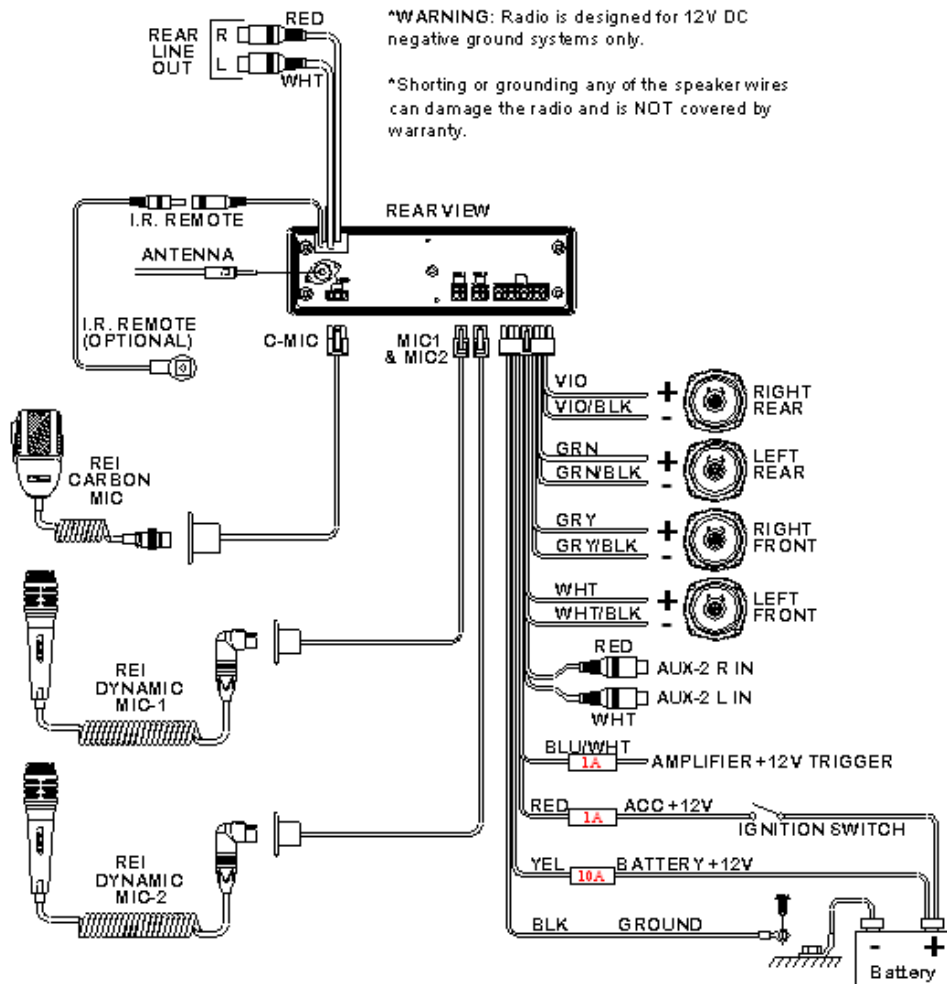 *WARNING: Radio is designed for 12V DC
negative ground systems only.
*Shorting or grounding any of the speaker wires
can damage the radio and is NOT covered by
warranty.
REAR
LINE
OUT
R
RED
L
WHT
I.R. REMOTE
REAR VIEW
ANTENNA
I.R. REMOTE
(OPTIONAL)
C-MIC
MIC1
& MIC2
VIO
+
VIO/BLK
-
RIGHT
REAR
GRN
+
GRN/BLK
-
LEFT
REAR
GRY
+
GRY/BLK
-
RIGHT
FRONT
WHT
+
WHT/BLK
-
LEFT
FRONT
REI
CARBON
MIC
RED
AUX-2 R IN
AUX-2 L IN
WHT
REI
DYNAMIC
MIC-1
BLU/WHT
1A
AMPLIFIER +12V TRIGGER
RED
1A
ACC +12V
IGNITION SWITCH
YEL
10A
BATTERY +12V
REI
DYNAMIC
MIC-2
BLK
GROUND
- +
Battery